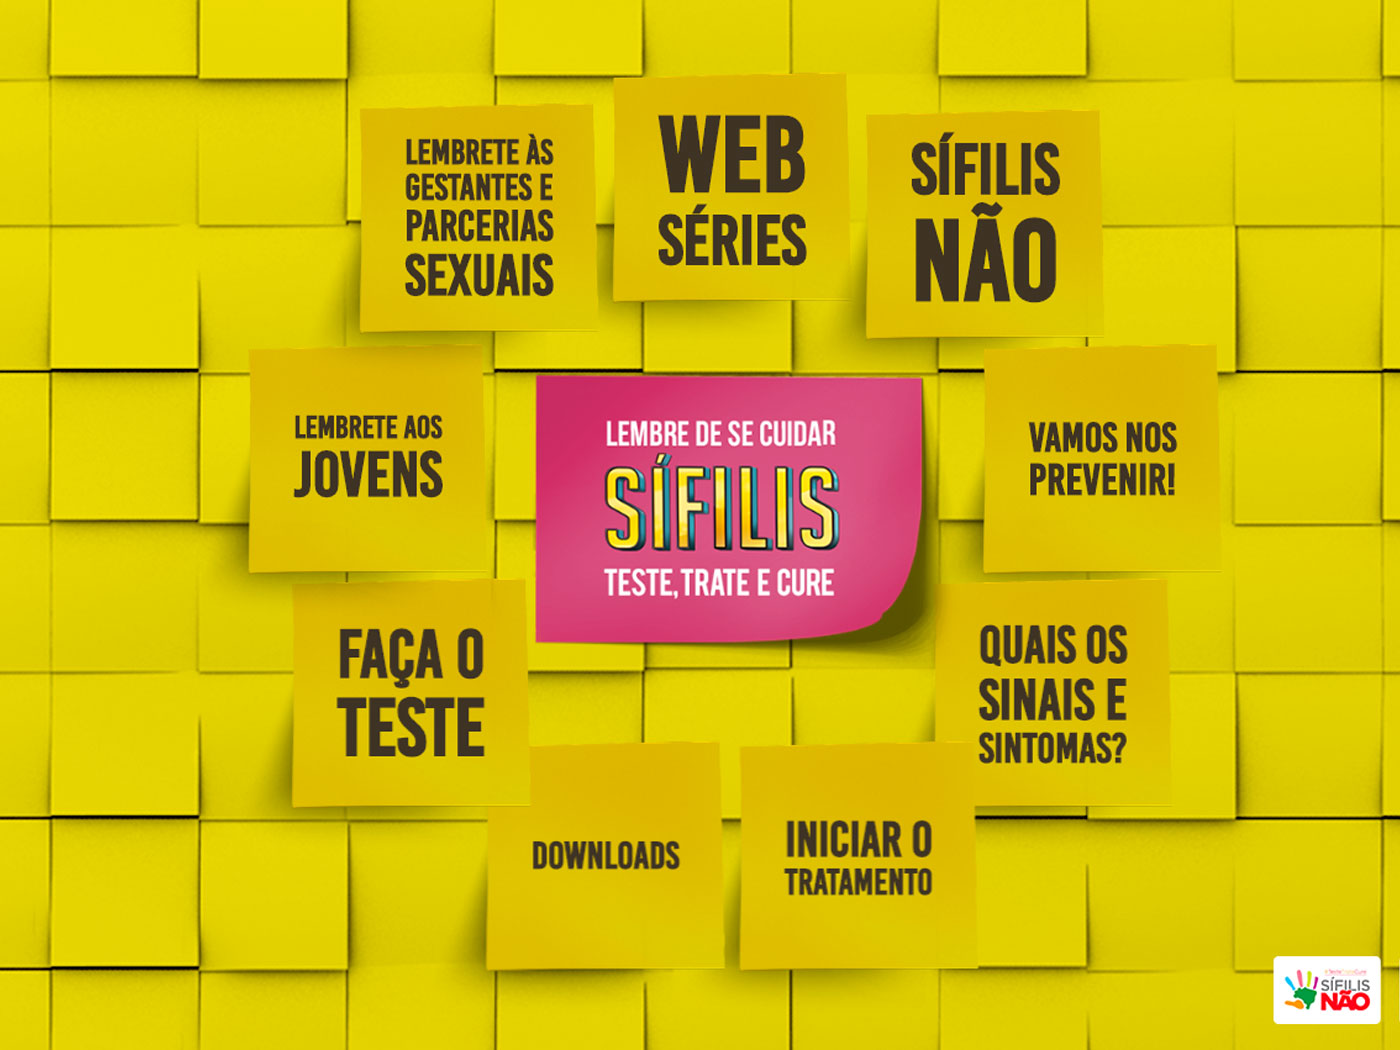 LEMBRETE ÀS
GESTANTES E
PARCERIAS
SEXUAIS
WEB
SÉRIES
SÍFILIS
NÃO
LEMBRETE AOS
JOVENS
LEMBRE DE SE CUIDAR
SÍFILIS
TESTE, TRATE E CURE
VAMOS NOS
PREVENIR!
FAÇA O
TESTE
QUAIS OS
SINAIS E
SINTOMAS?
DOWNLOADS
INICIAR O
TRATAMENTO
SÍFILIS
NÃO